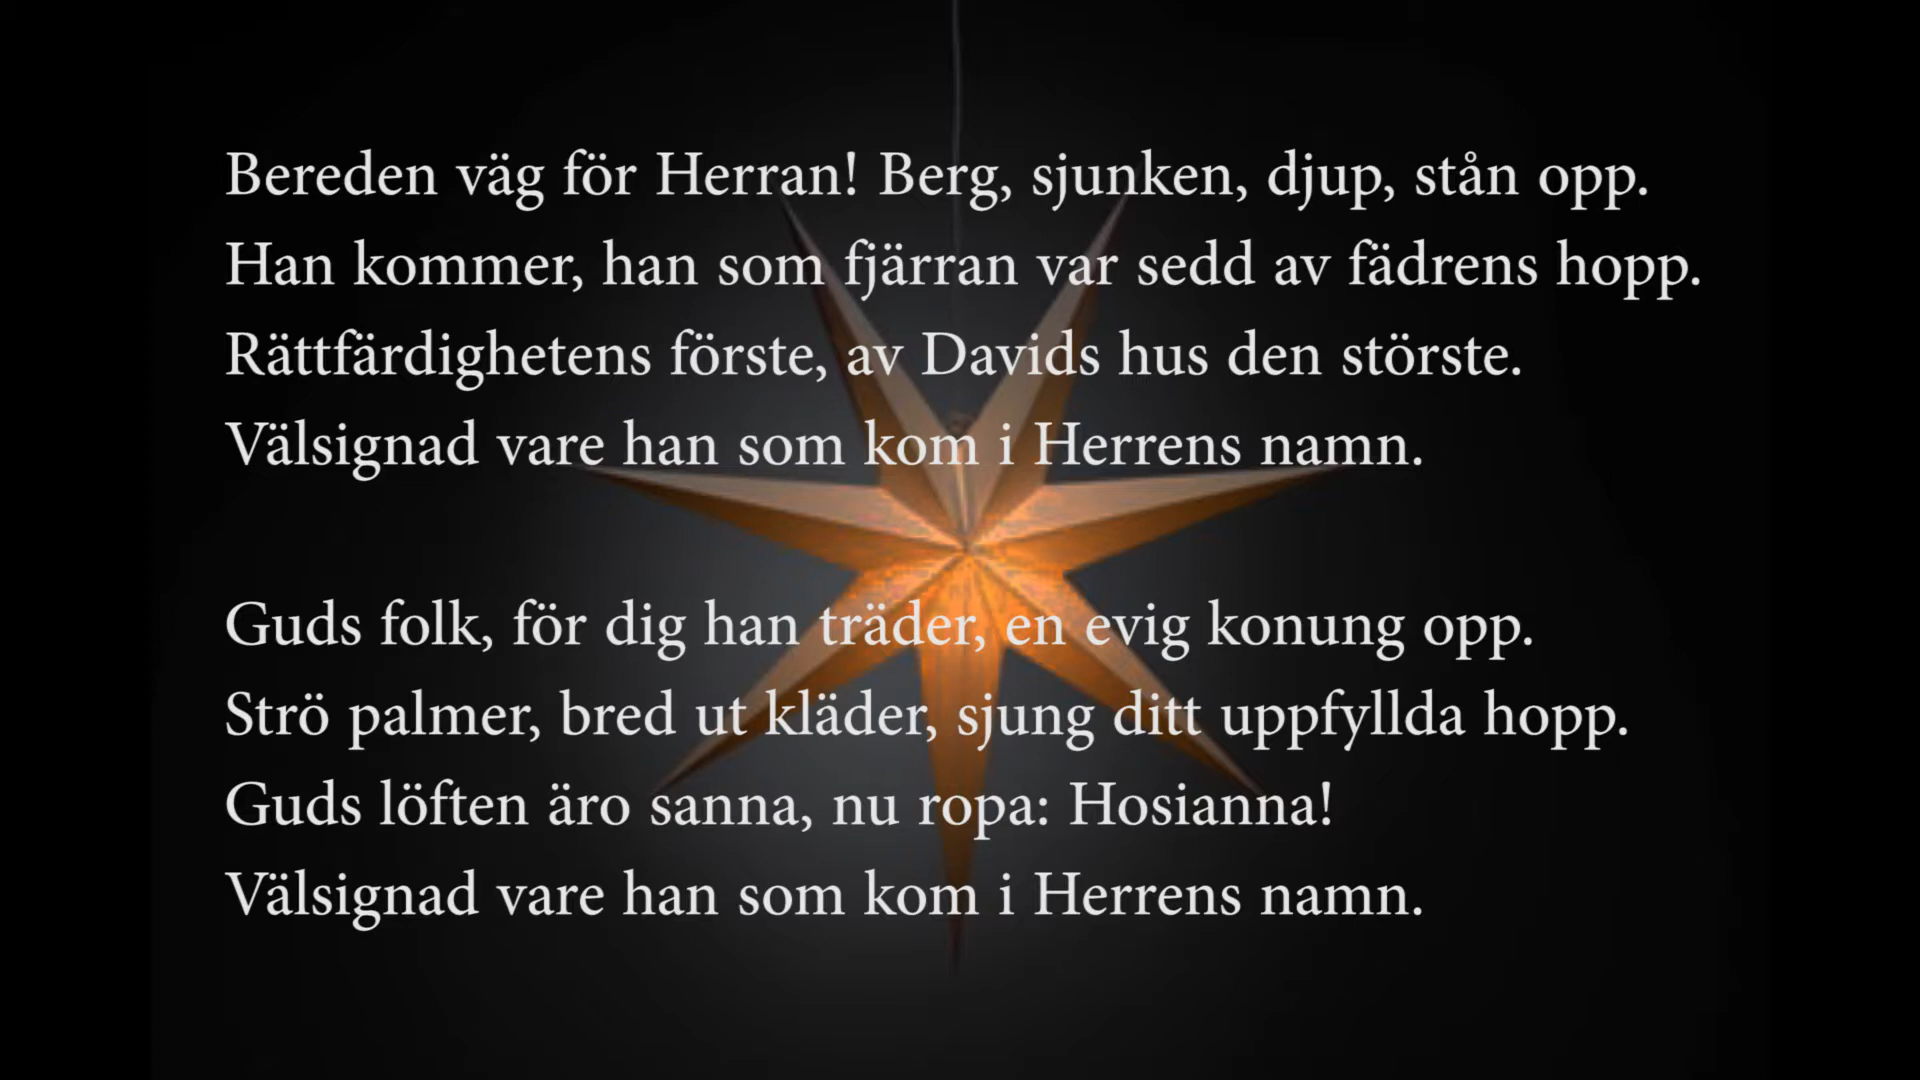 Bereden väg för Herran! Berg, sjunken, djup, stån opp.
Han kommer, han som fjärran var sedd av fädrens hopp.
Rättfärdighetens förste, av Davids hus den störste.
Välsignad vare han som kom i Herrens namn.
Guds folk, för dig han träder, en evig konung opp.
Strö palmer, bred ut kläder, sjung ditt uppfyllda hopp.
Guds löften äro sanna, nu ropa: Hosianna!
Välsignad vare han som kom i Herrens namn.